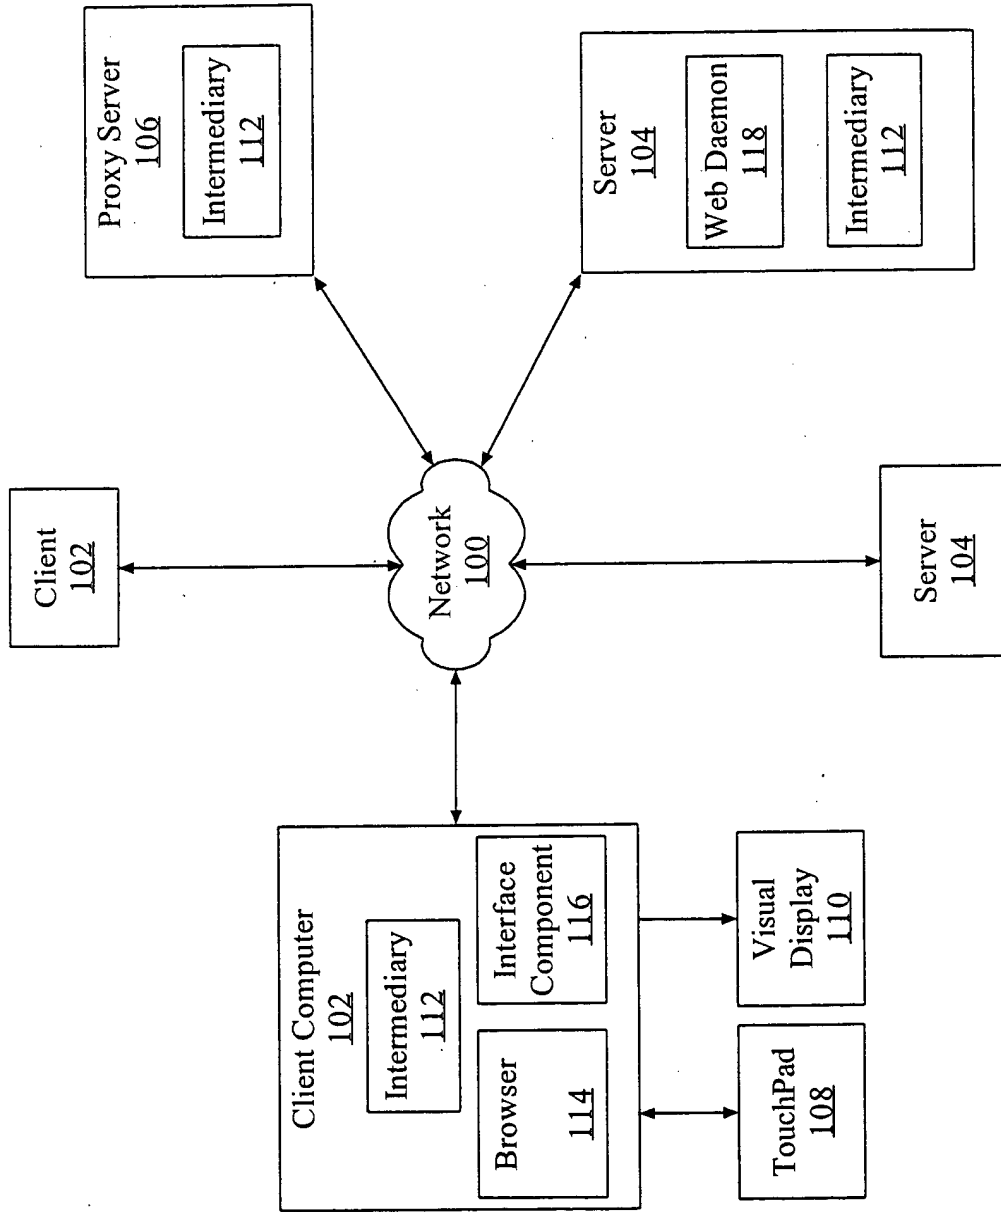 Client Computer
102
Intermediary
112
Browser
114
Interface
Component
116
TouchPad
108
Visual
Display
110
Client
102
Network
100
Server
104
Proxy Server
106
Intermediary
112
Server
104
Web Daemon
118
Intermediary
112